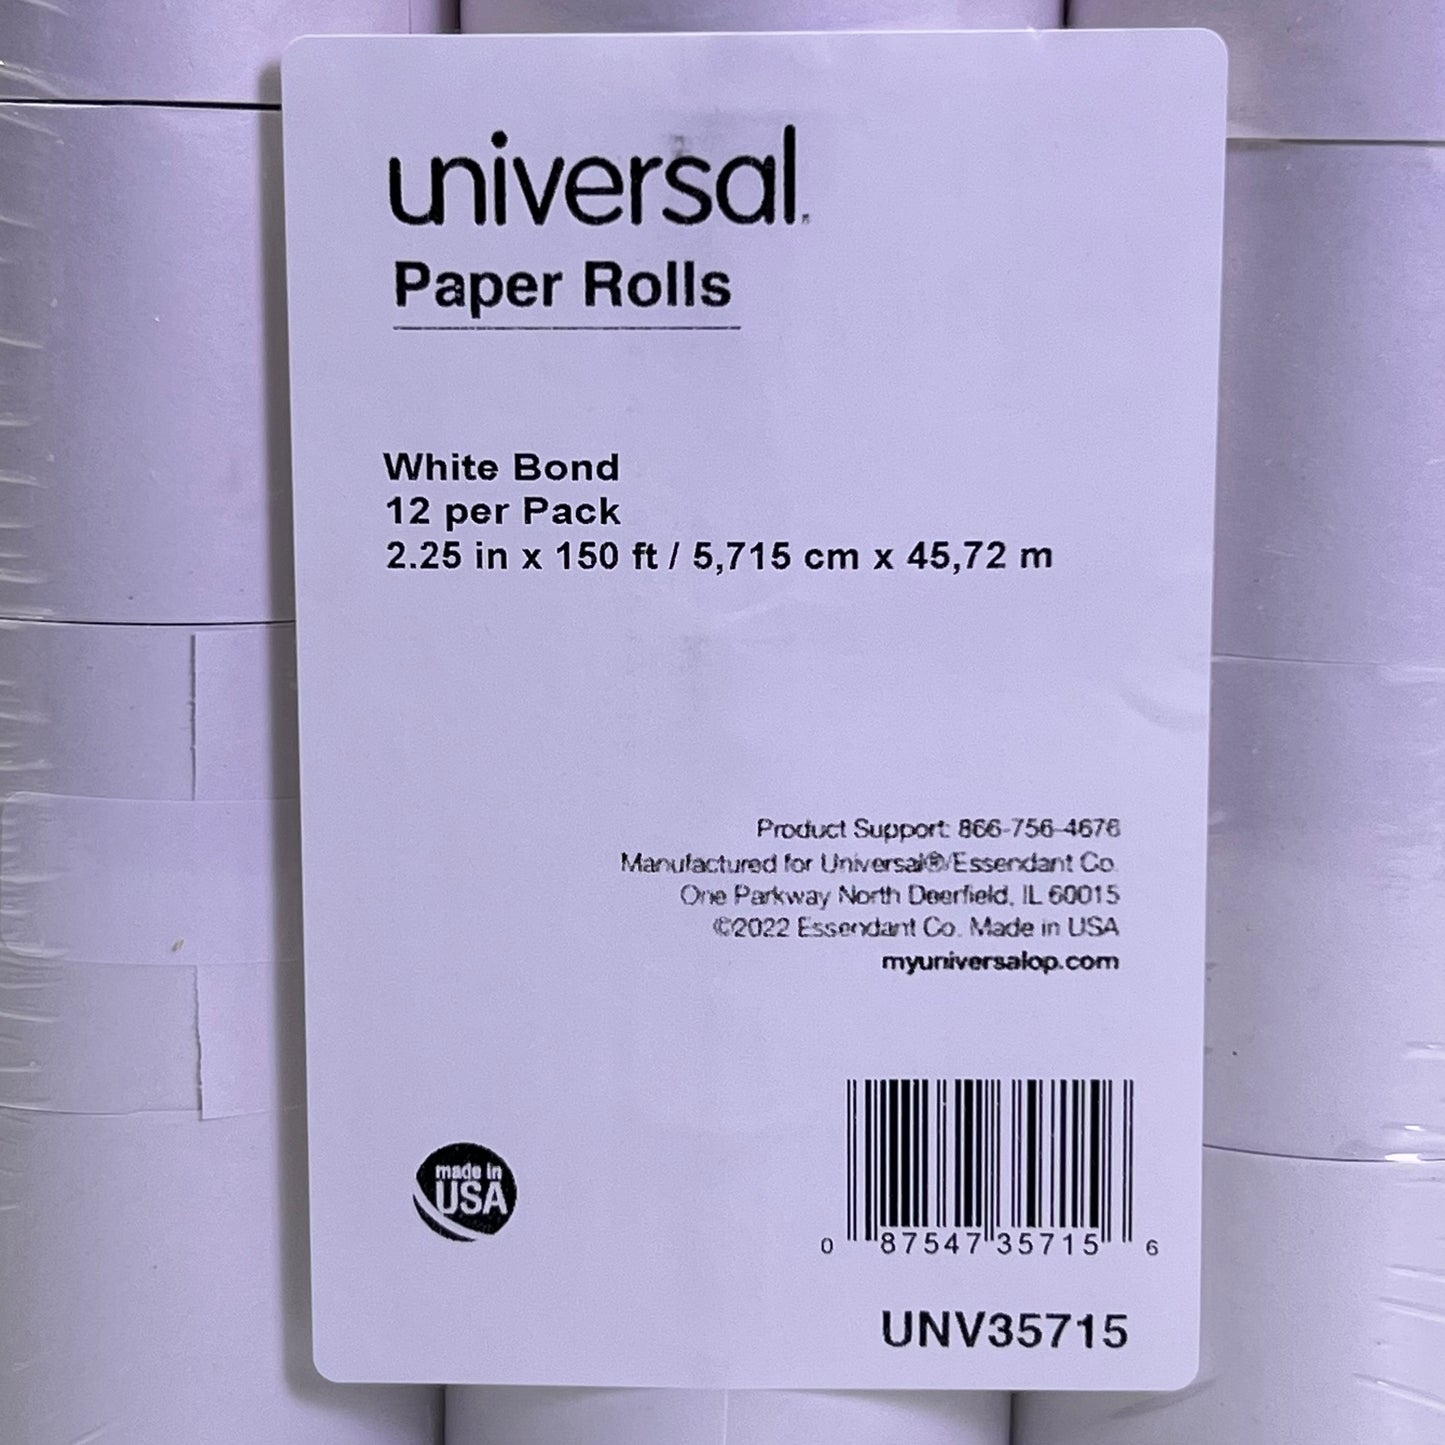 universal®
Paper Rolls
White Bond
12 per Pack
2.25 in x 150 ft / 5,715 cm x 45,72 m
Product Support: 866-756-4676
Manufactured for Universal®/Essendant Co.
One Parkway North Deerfield, IL 60015
©2022 Essendant Co. Made in USA
myuniversalop.com
made in
USA
0 87547 35715 6
UNV35715